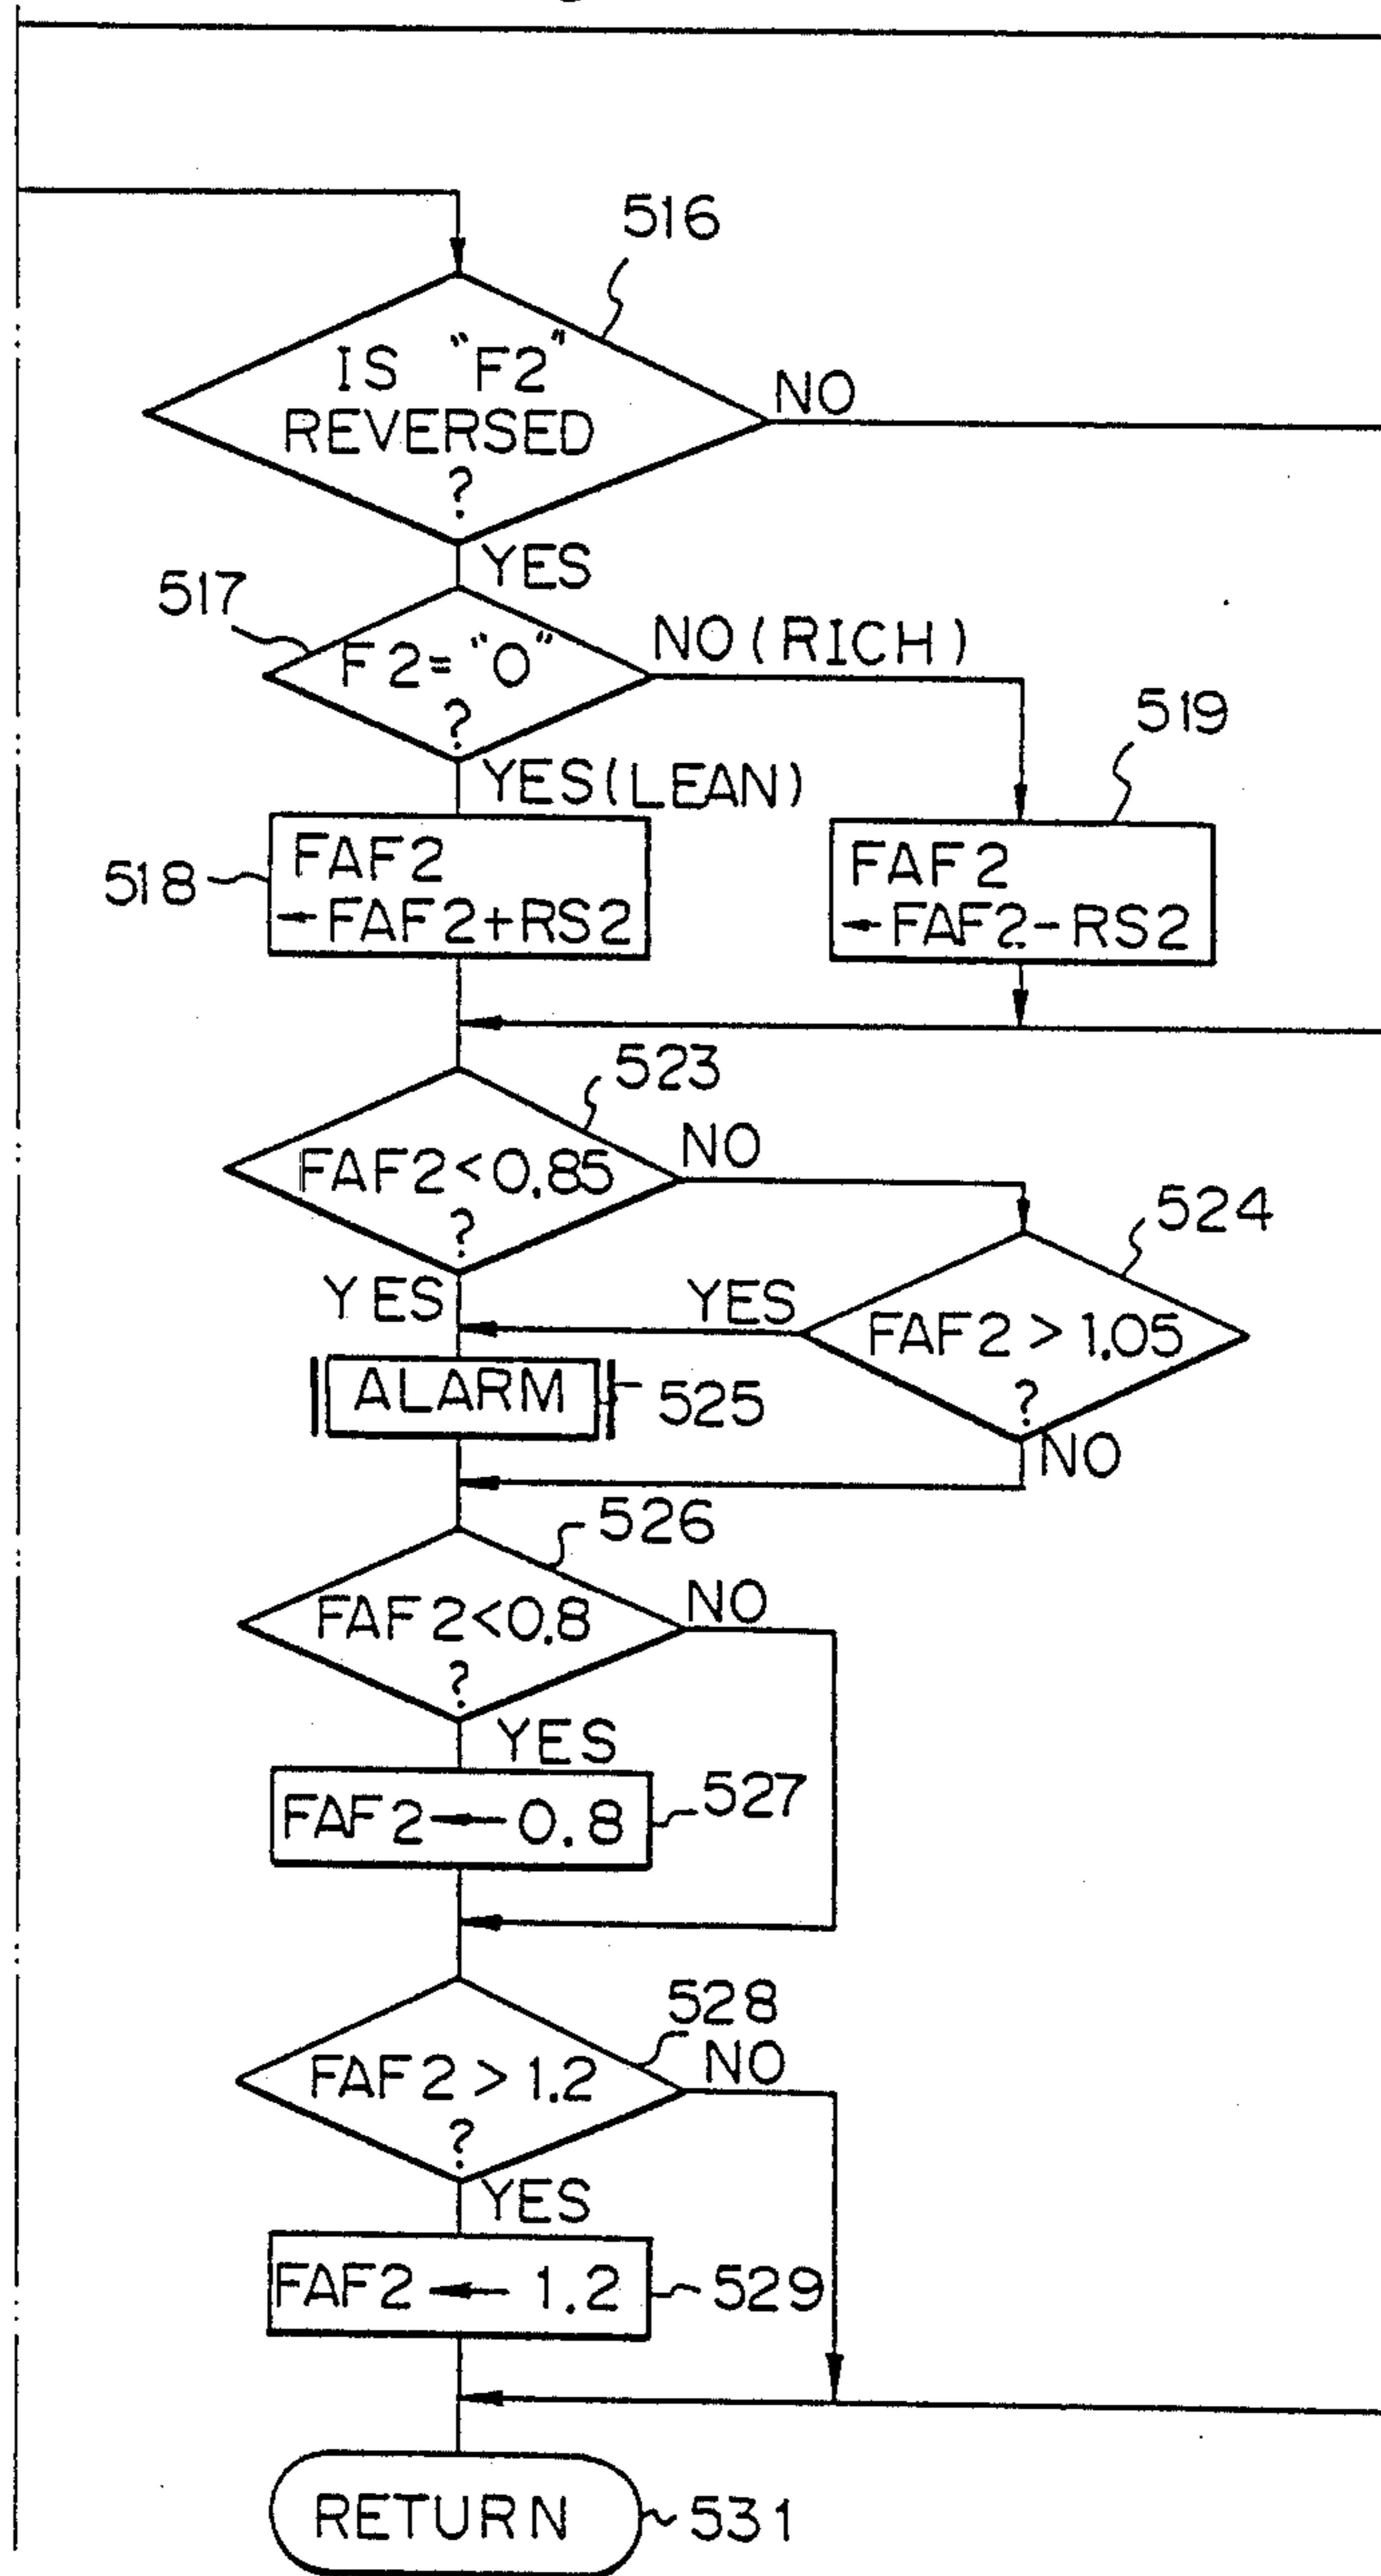 516
IS "F2"
REVERSED
?
NO
YES
517
F2="0"
?
NO(RICH)
YES(LEAN)
519
518
FAF2
←FAF2+RS2
FAF2
←FAF2-RS2
523
FAF2<0.85
?
NO
YES
524
FAF2>1.05
?
YES
NO
ALARM
525
526
FAF2<0.8
?
NO
YES
FAF2←0.8
527
528
FAF2>1.2
?
NO
YES
FAF2←1.2
529
RETURN
531